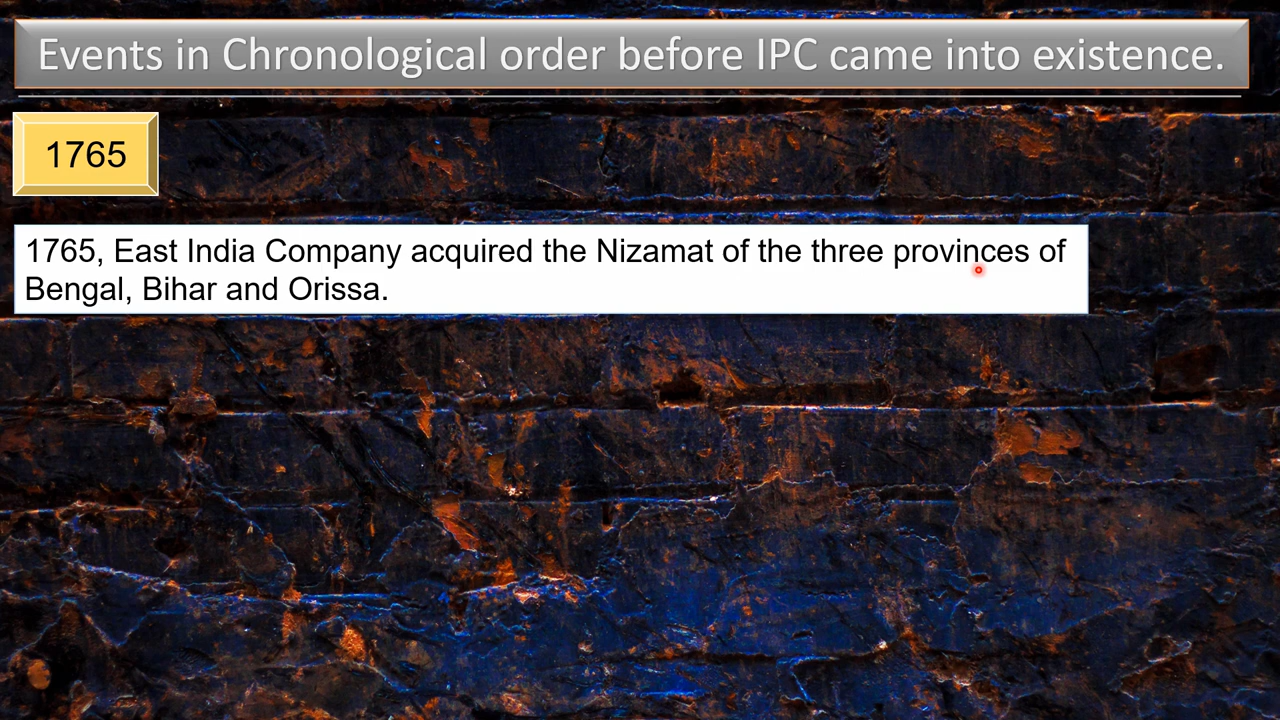 Events in Chronological order before IPC came into existence.
1765
1765, East India Company acquired the Nizamat of the three provinces of
Bengal, Bihar and Orissa.